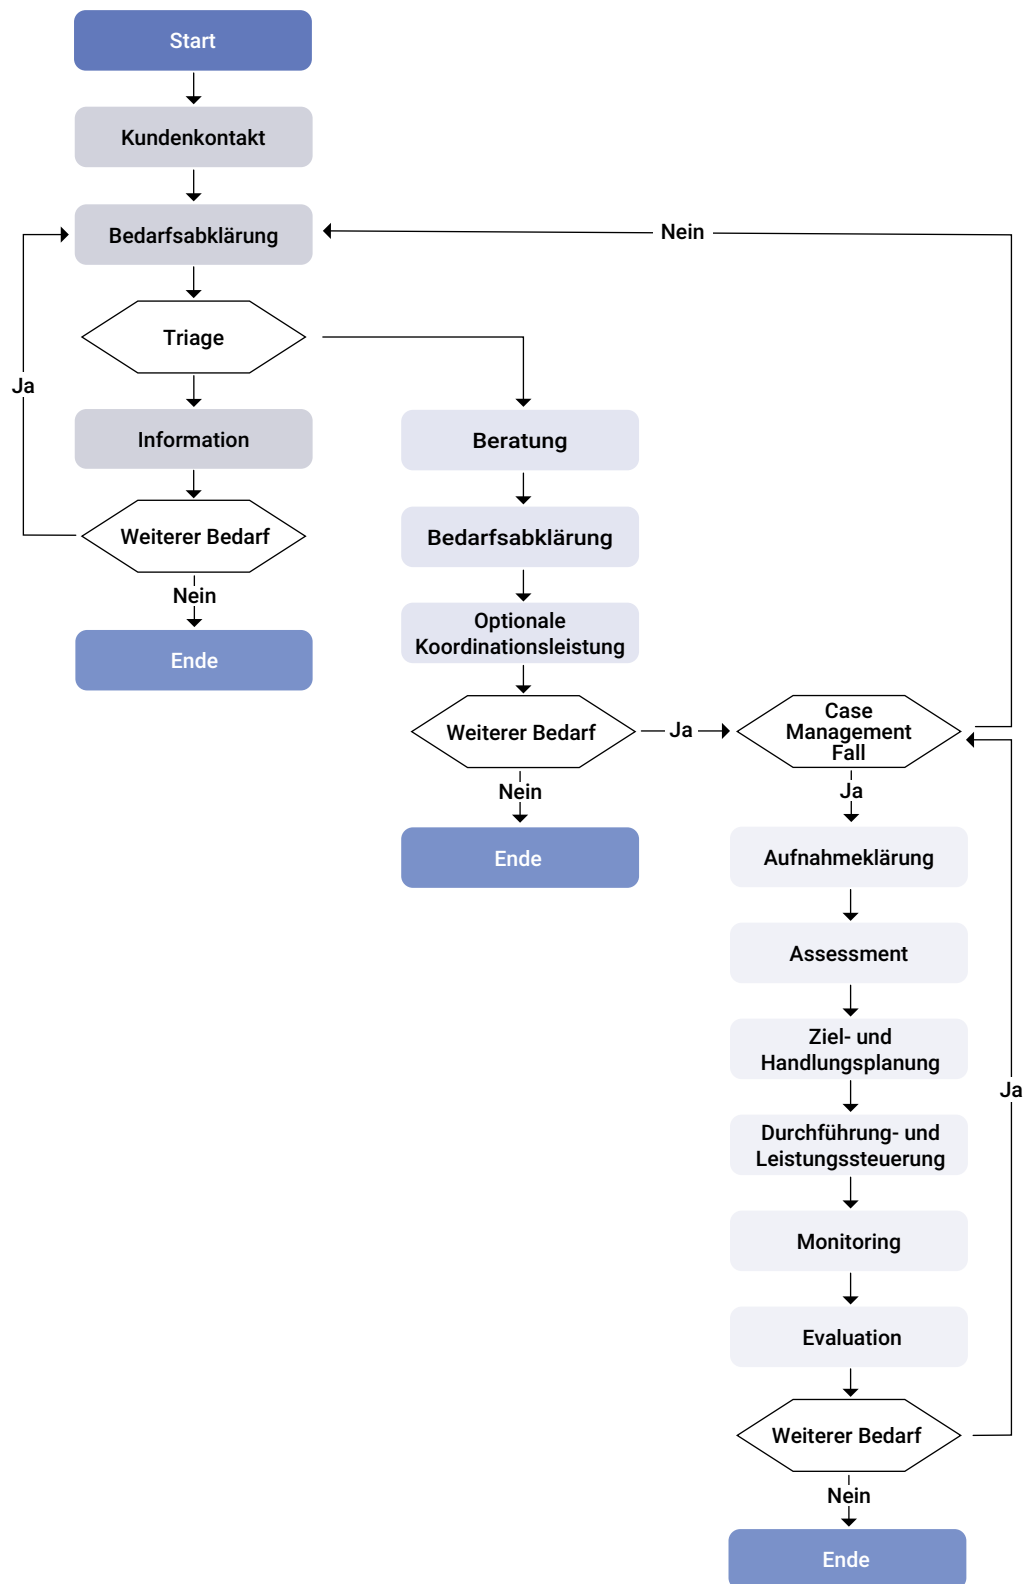 Start
Kundenkontakt
Bedarfsabklärung
Nein
Triage
Ja
Information
Beratung
Weiterer Bedarf
Bedarfsabklärung
Nein
Optionale
Koordinationsleistung
Ende
Weiterer Bedarf
Ja
Case
Management
Fall
Nein
Ja
Ende
Aufnahmeklärung
Assessment
Ziel- und
Handlungsplanung
Ja
Durchführung- und
Leistungssteuerung
Monitoring
Evaluation
Weiterer Bedarf
Nein
Ende